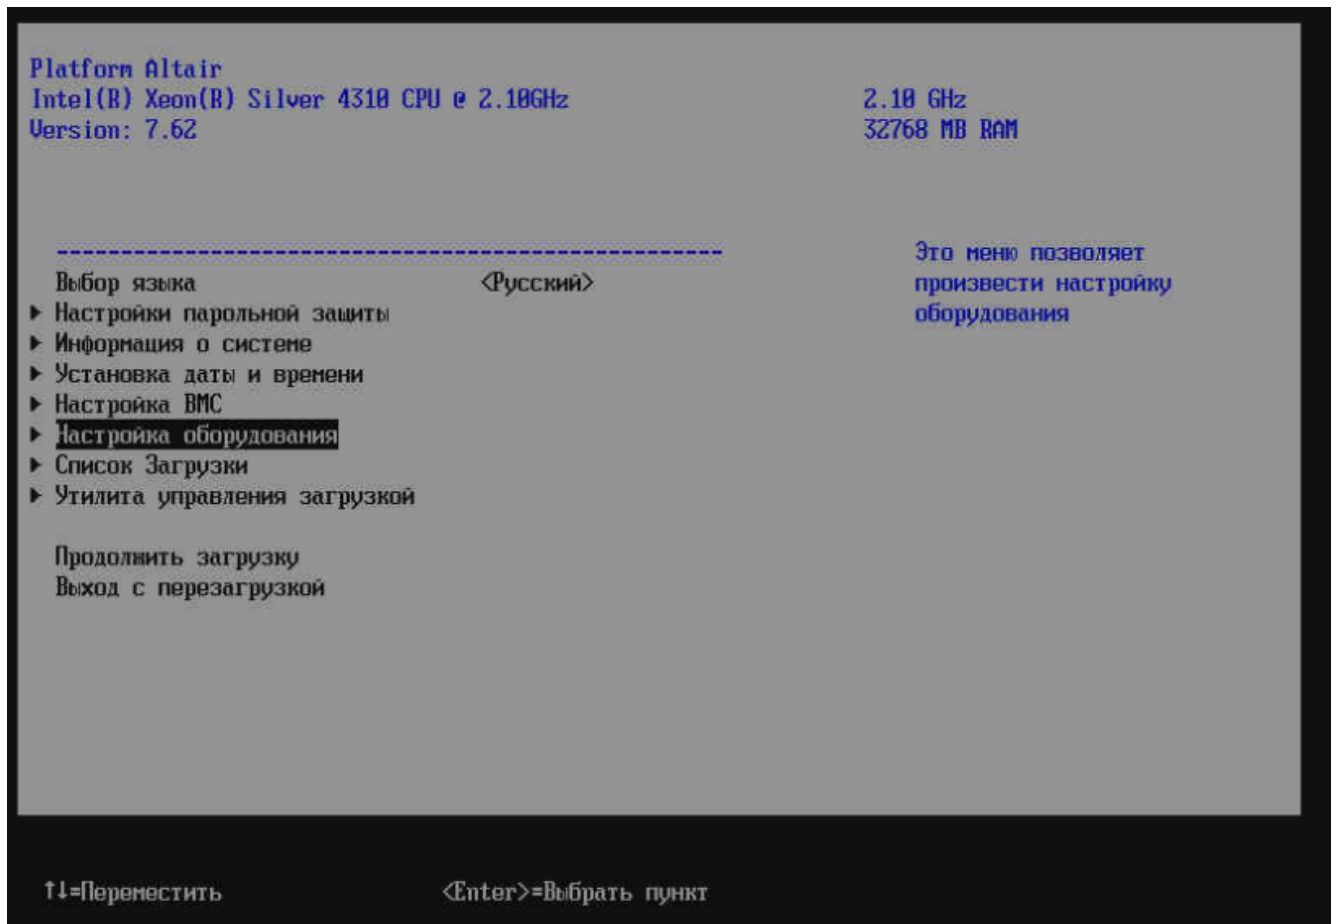 Platform Altair
Intel(R) Xeon(R) Silver 4310 CPU @ 2.10GHz 2.10 GHz
Version: 7.62 32768 MB RAM
----------------------------------------------------
Выбор языка <Русский>
► Настройки парольной защиты
► Информация о системе
► Установка даты и времени
► Настройка BMC
► Настройка оборудования
► Список Загрузки
► Утилита управления загрузкой
Продолжить загрузку
Выход с перезагрузкой
Это меню позволяет
произвести настройку
оборудования
↑↓=Переместить <Enter>=Выбрать пункт